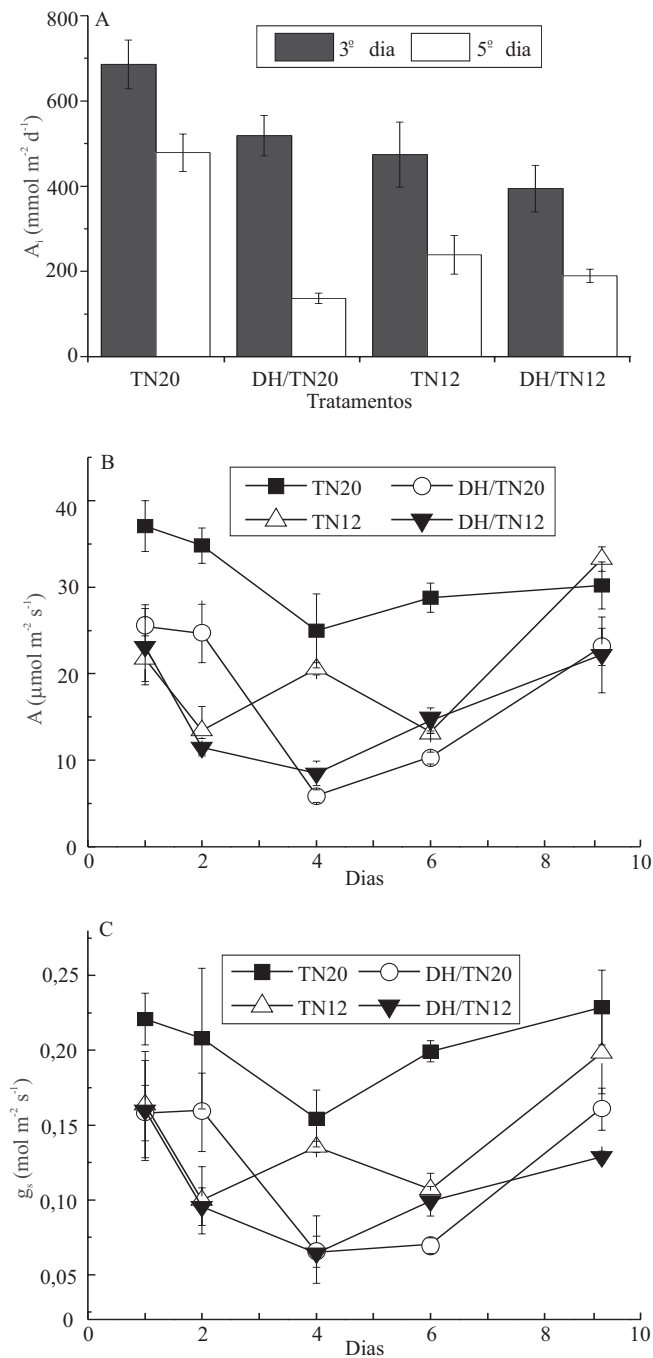 A
3º dia
5º dia
800
600
400
200
0
Aᵢ (mmol m⁻² d⁻¹)
TN20
DH/TN20
TN12
DH/TN12
Tratamentos
B
TN20
DH/TN20
TN12
DH/TN12
40
30
20
10
0
A (µmol m⁻² s⁻¹)
0
2
4
6
8
10
Dias
C
TN20
DH/TN20
TN12
DH/TN12
0,25
0,20
0,15
0,10
0,05
0
gₛ (mol m⁻² s⁻¹)
0
2
4
6
8
10
Dias